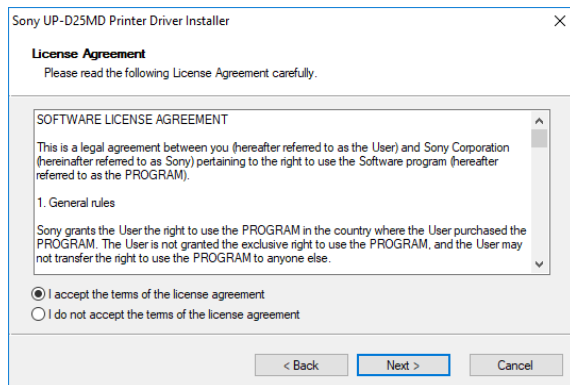 Sony UP-D25MD Printer Driver Installer
License Agreement
Please read the following License Agreement carefully.
SOFTWARE LICENSE AGREEMENT
This is a legal agreement between you (hereafter referred to as the User) and Sony Corporation
(hereinafter referred to as Sony) pertaining to the right to use the Software program (hereafter
referred to as the PROGRAM).
1. General rules
Sony grants the User the right to use the PROGRAM in the country where the User purchased the
PROGRAM. The User is not granted the exclusive right to use the PROGRAM, and the User may
not transfer the right to use the PROGRAM to anyone else.
I accept the terms of the license agreement
I do not accept the terms of the license agreement
< Back Next > Cancel